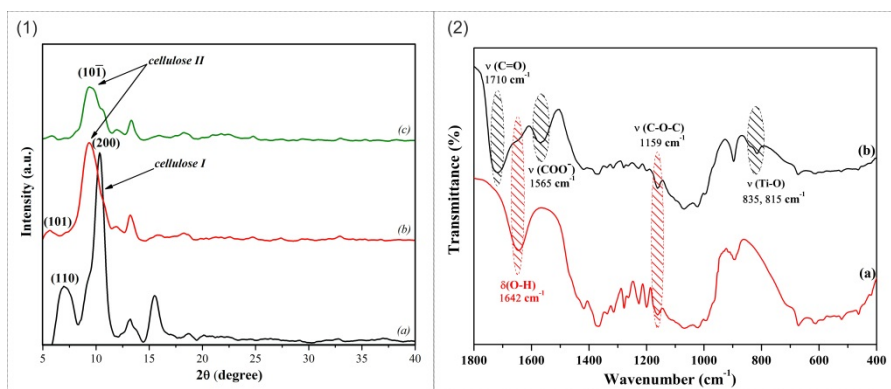 (1)
Intensity (a.u.)
(101̅)
cellulose II
(c)
(200)
cellulose I
(101)
(b)
(110)
(a)
5 10 15 20 25 30 35 40
2θ (degree)
(2)
Transmittance (%)
ν (C=O)
1710 cm⁻¹
ν (COO⁻)
1565 cm⁻¹
ν (C-O-C)
1159 cm⁻¹
(b)
ν (Ti-O)
835, 815 cm⁻¹
δ(O-H)
1642 cm⁻¹
(a)
1800 1600 1400 1200 1000 800 600 400
Wavenumber (cm⁻¹)